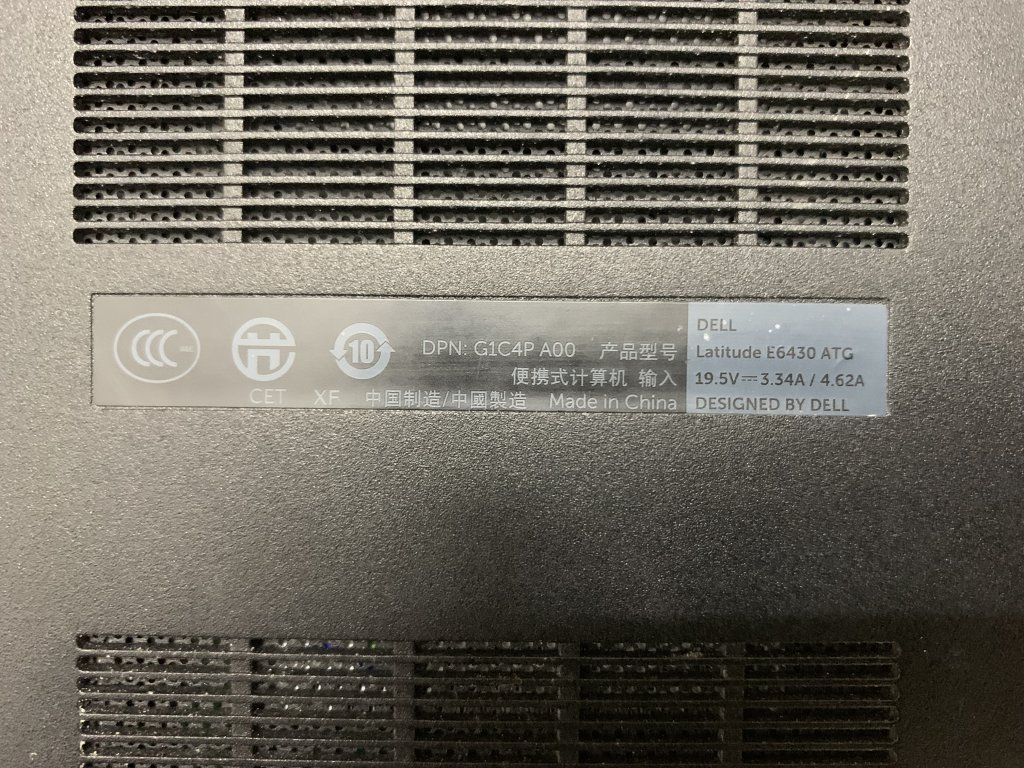 CCC
10
DPN: G1C4P A00 产品型号
便携式计算机 输入
CET XF 中国制造/中國製造 Made in China
DELL
Latitude E6430 ATG
19.5V⎓3.34A / 4.62A
DESIGNED BY DELL